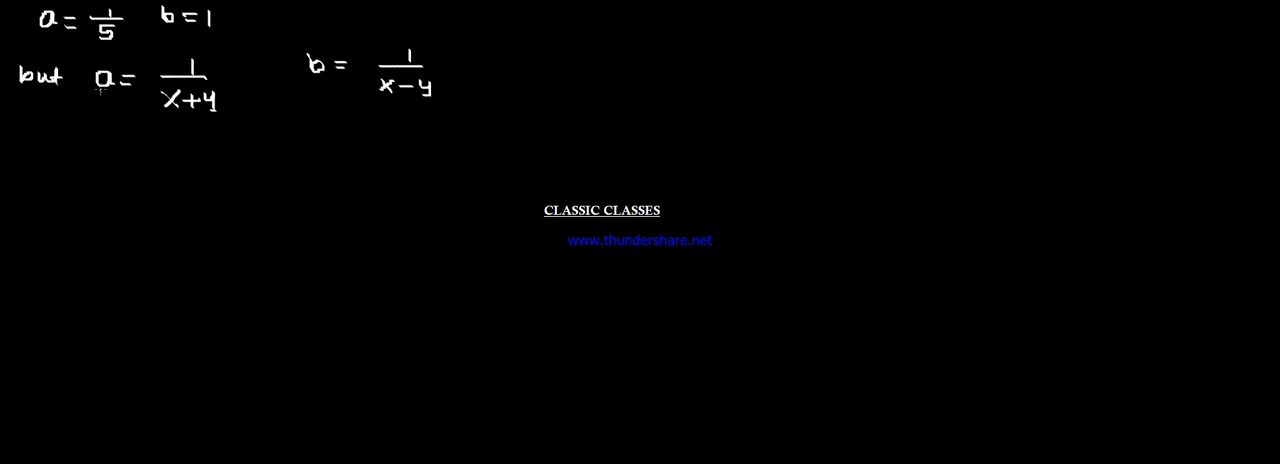 a = 1/5 b = 1
but a = 1/(x+y) b = 1/(x-y)
CLASSIC CLASSES
www.thundershare.net